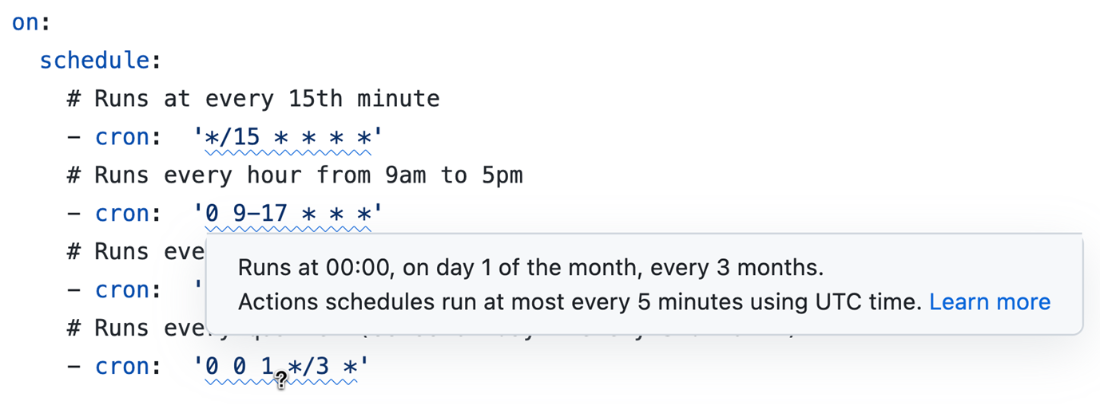 on:
schedule:
# Runs at every 15th minute
- cron: '*/15 * * * *'
# Runs every hour from 9am to 5pm
- cron: '0 9-17 * * *'
# Runs eve
Runs at 00:00, on day 1 of the month, every 3 months.
- cron: '
Actions schedules run at most every 5 minutes using UTC time. Learn more
# Runs eve
- cron: '0 0 1 */3 *'